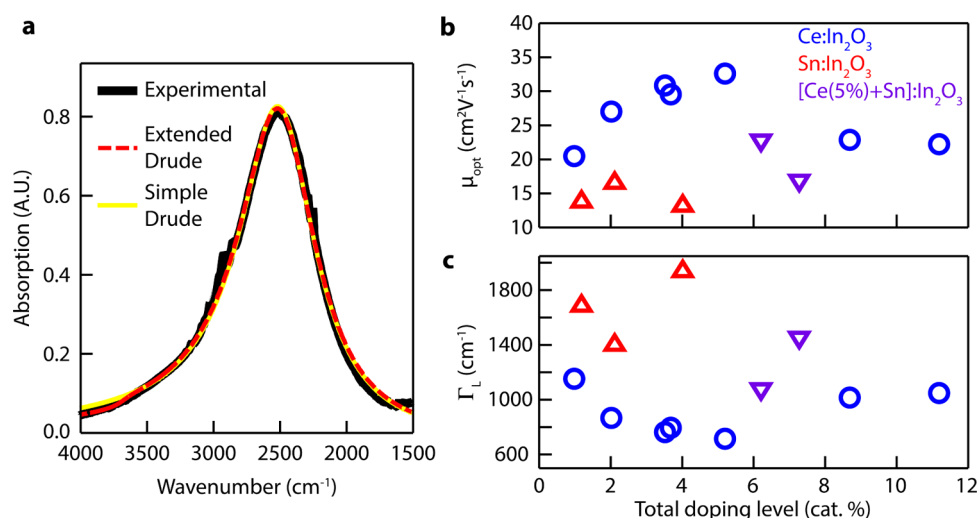 a
Experimental
Extended
Drude
Simple
Drude
Absorption (A.U.)
0.8
0.4
0.2
0.0
4000 3500 3000 2500 2000 1500
Wavenumber (cm⁻¹)
b
Ce:In₂O₃
Sn:In₂O₃
[Ce(5%)+Sn]:In₂O₃
μopt (cm²V⁻¹s⁻¹)
40
35
30
25
20
15
10
c
Γ_L (cm⁻¹)
1800
1400
1000
600
0 2 4 6 8 10 12
Total doping level (cat. %)